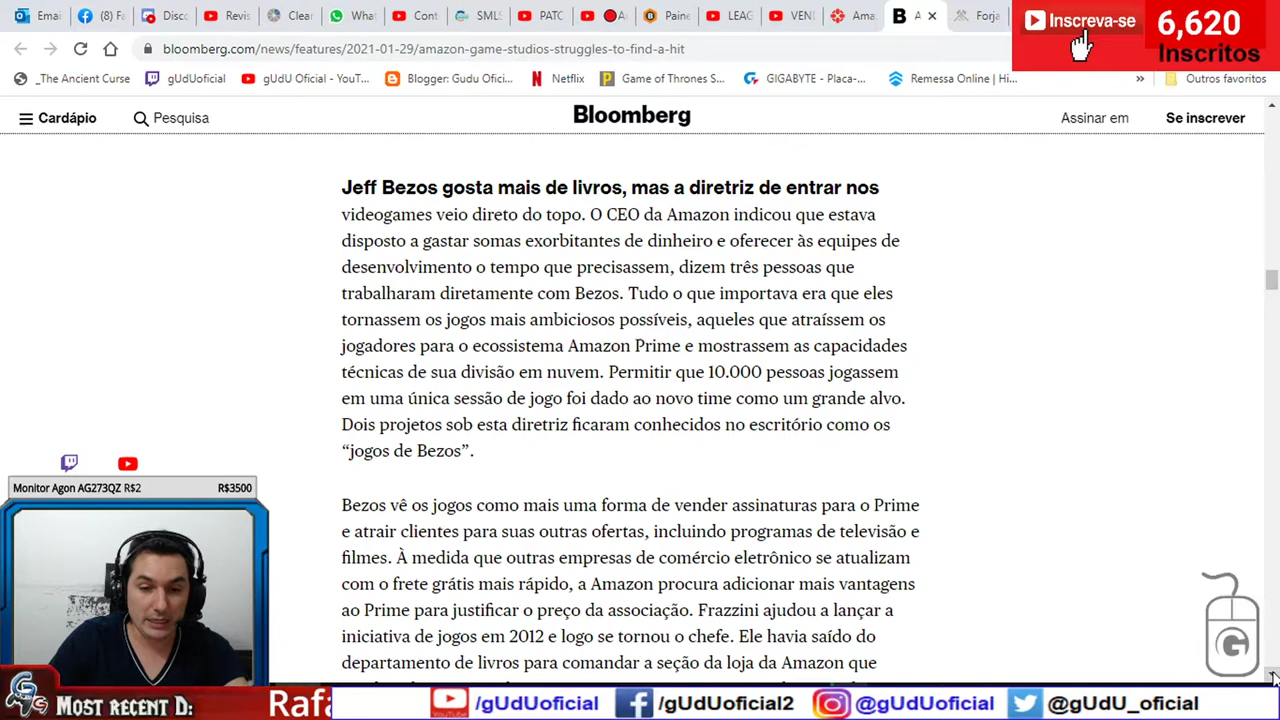 Emai
(8) Fa
Disco
Revis
Clear
What
Cont
SMLS
PATC
A
Paine
LEAG
VEN
Ama
A
Forja
Inscreva-se
6,620
Inscritos
bloomberg.com/news/features/2021-01-29/amazon-game-studios-struggles-to-find-a-hit
_The Ancient Curse
gUdUoficial
gUdU Oficial - YouT...
Blogger: Gudu Ofici...
Netflix
Game of Thrones S...
GIGABYTE - Placa-...
Remessa Online | Hi...
»
Outros favoritos
Cardápio
Pesquisa
Bloomberg
Assinar em
Se inscrever
Jeff Bezos gosta mais de livros, mas a diretriz de entrar nos
videogames veio direto do topo. O CEO da Amazon indicou que estava
disposto a gastar somas exorbitantes de dinheiro e oferecer às equipes de
desenvolvimento o tempo que precisassem, dizem três pessoas que
trabalharam diretamente com Bezos. Tudo o que importava era que eles
tornassem os jogos mais ambiciosos possíveis, aqueles que atraíssem os
jogadores para o ecossistema Amazon Prime e mostrassem as capacidades
técnicas de sua divisão em nuvem. Permitir que 10.000 pessoas jogassem
em uma única sessão de jogo foi dado ao novo time como um grande alvo.
Dois projetos sob esta diretriz ficaram conhecidos no escritório como os
“jogos de Bezos”.
Bezos vê os jogos como mais uma forma de vender assinaturas para o Prime
e atrair clientes para suas outras ofertas, incluindo programas de televisão e
filmes. À medida que outras empresas de comércio eletrônico se atualizam
com o frete grátis mais rápido, a Amazon procura adicionar mais vantagens
ao Prime para justificar o preço da associação. Frazzini ajudou a lançar a
iniciativa de jogos em 2012 e logo se tornou o chefe. Ele havia saído do
departamento de livros para comandar a seção da loja da Amazon que
Monitor Agon AG273QZ R$2
R$3500
G
Most recent D:
Rafa
/gUdUoficial
/gUdUoficial2
@gUdUoficial
@gUdU_oficial